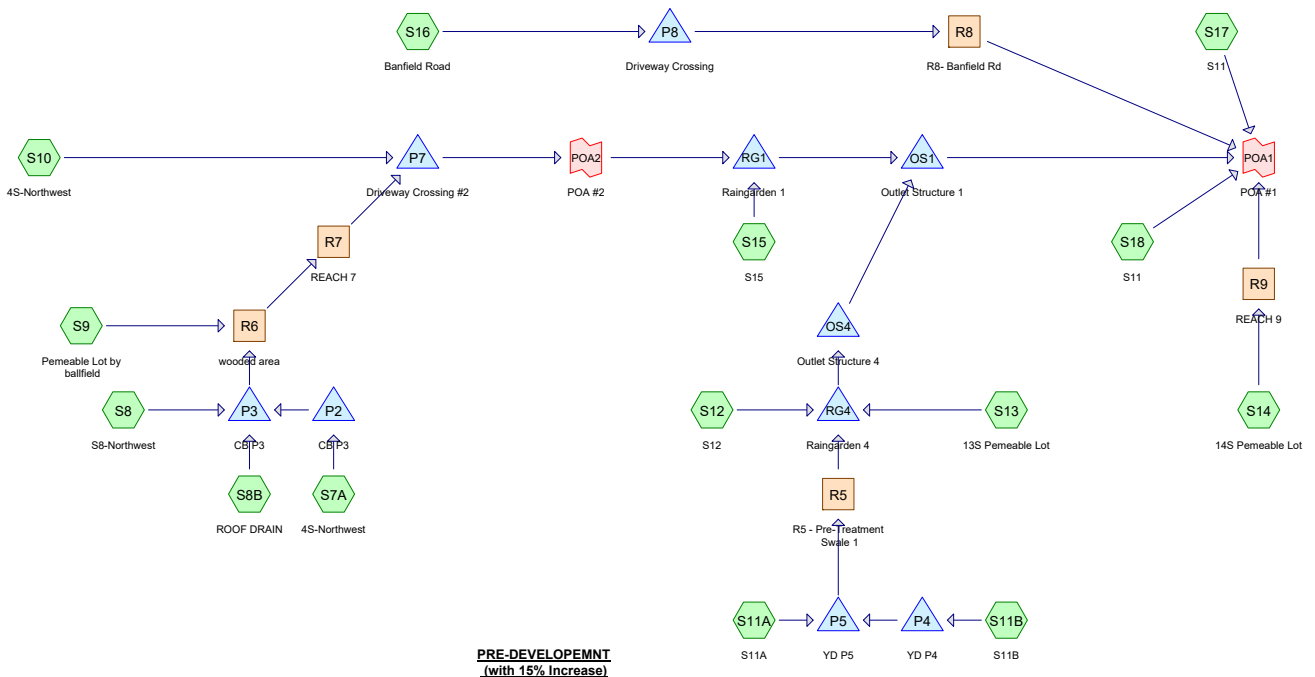 S16
P8
R8
S17
Banfield Road
Driveway Crossing
R8- Banfield Rd
S11
S10
P7
POA2
RG1
OS1
POA1
4S-Northwest
Driveway Crossing #2
POA #2
Raingarden 1
Outlet Structure 1
POA #1
R7
S15
S18
REACH 7
S15
S11
R9
REACH 9
S9
R6
OS4
Pemeable Lot by
ballfield
wooded area
Outlet Structure 4
S8
P3
P2
S12
RG4
S13
S14
S8-Northwest
CB P3
CB P3
S12
Raingarden 4
13S Pemeable Lot
14S Pemeable Lot
S8B
S7A
R5
ROOF DRAIN
4S-Northwest
R5 - Pre-Treatment
Swale 1
S11A
P5
P4
S11B
S11A
YD P5
YD P4
S11B
PRE-DEVELOPEMNT
(with 15% Increase)